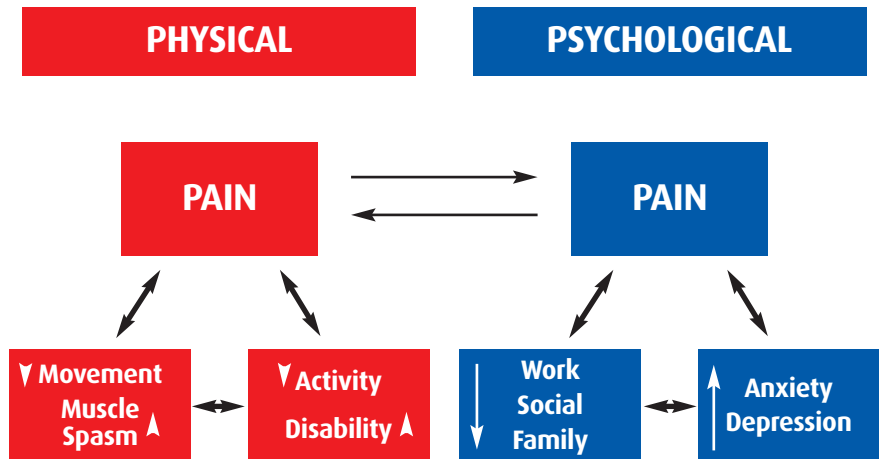 PHYSICAL
PSYCHOLOGICAL
PAIN
PAIN
Movement
Muscle
Spasm
Activity
Disability
Work
Social
Family
Anxiety
Depression